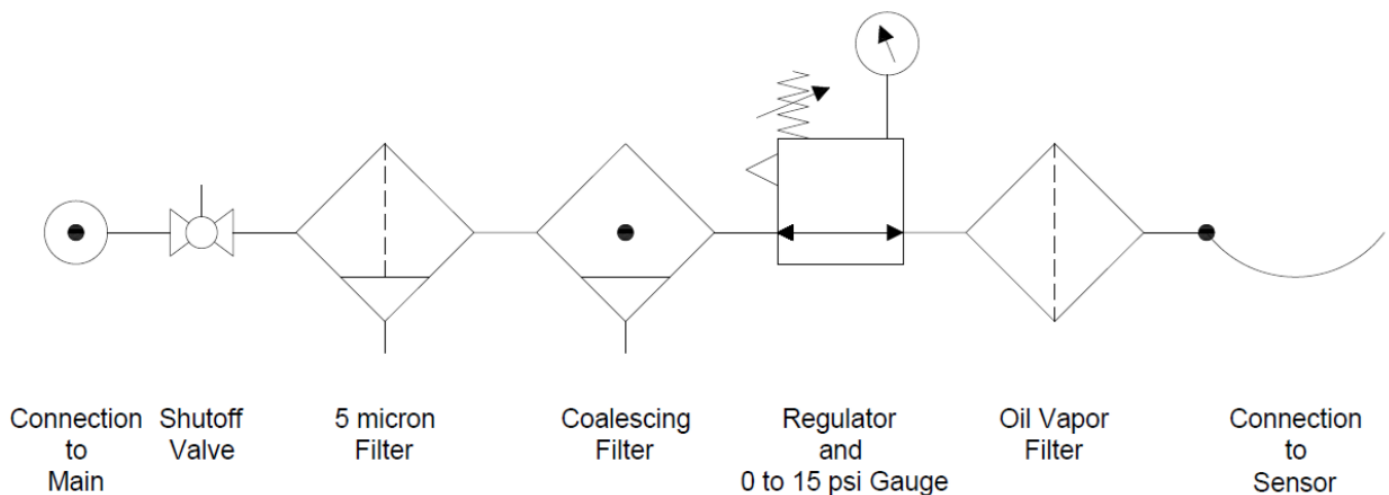 Connection
to
Main
Shutoff
Valve
5 micron
Filter
Coalescing
Filter
Regulator
and
0 to 15 psi Gauge
Oil Vapor
Filter
Connection
to
Sensor